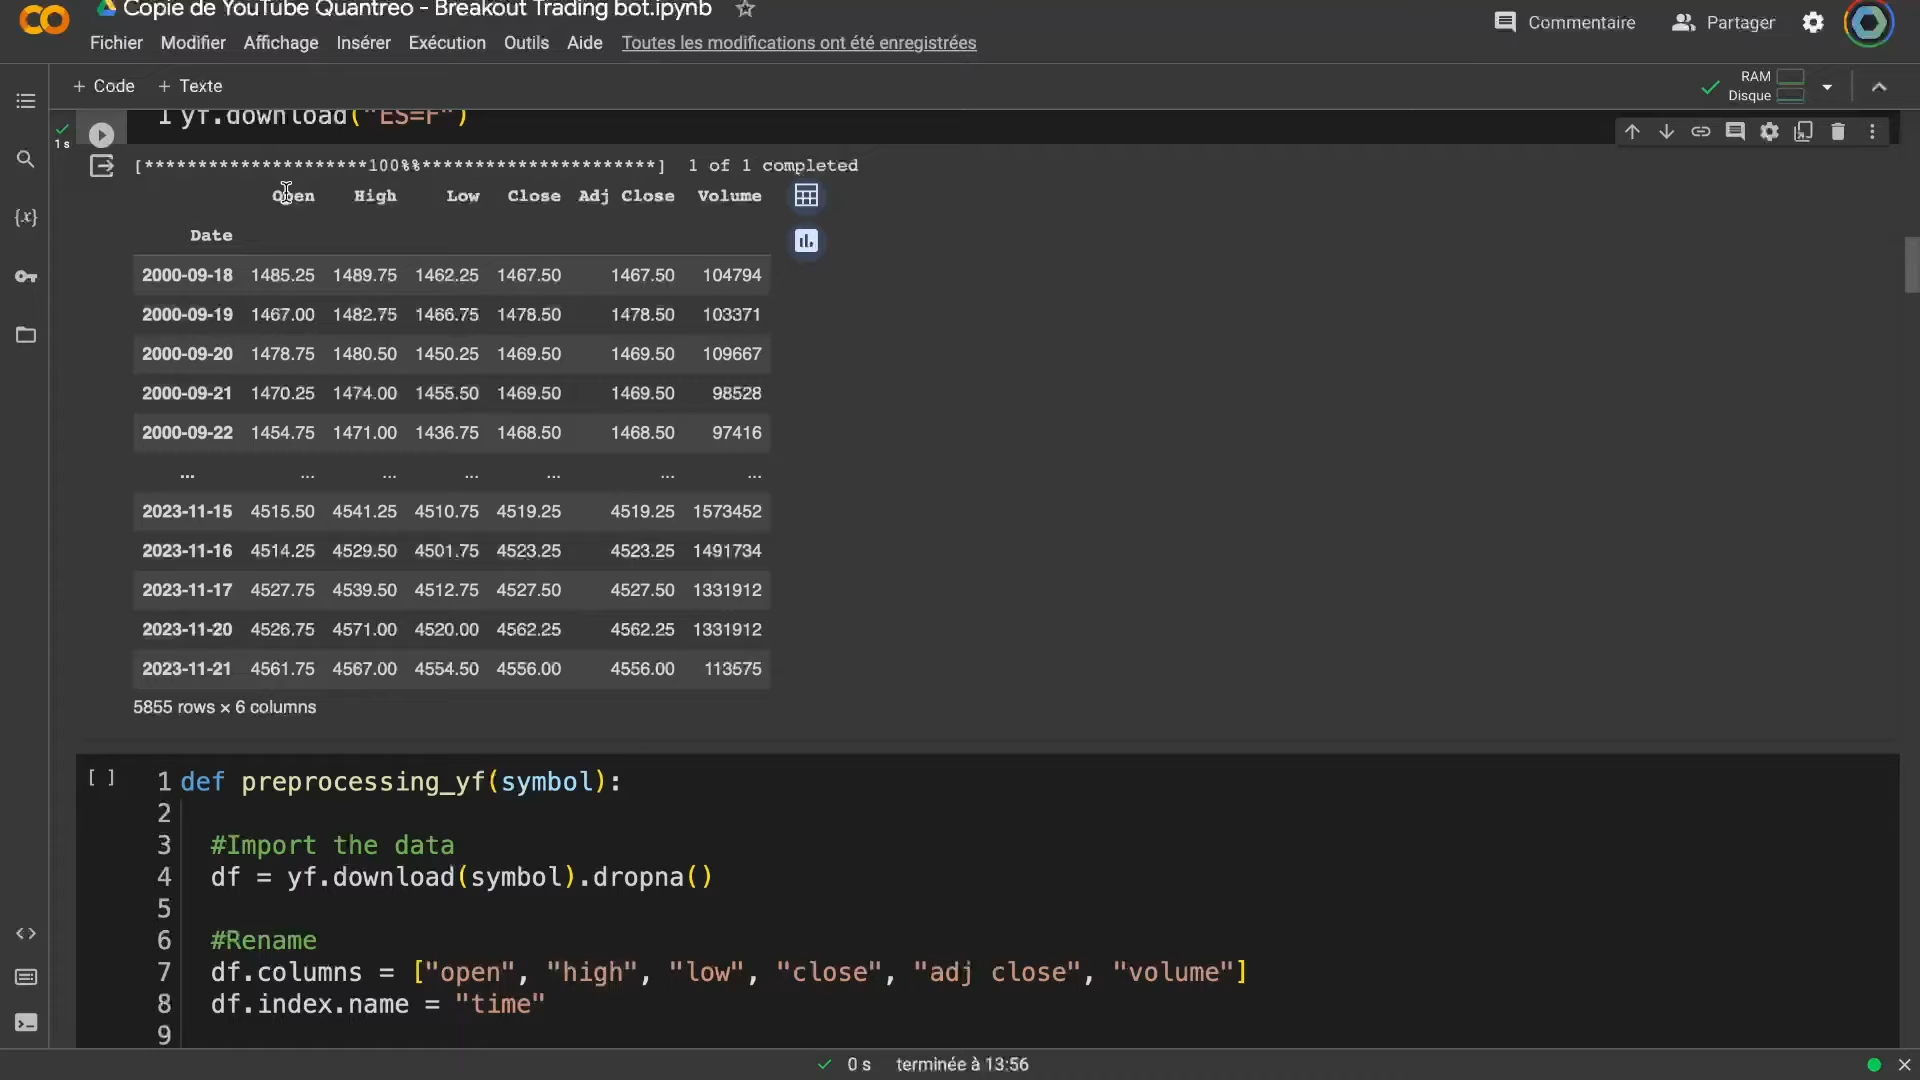 Copie de YouTube Quantreo - Breakout Trading bot.ipynb
Commentaire
Partager
Fichier Modifier Affichage Insérer Exécution Outils Aide Toutes les modifications ont été enregistrées
+ Code + Texte
RAM
Disque
1 yf.download("ES=F")
1 s
[*********************100%%**********************] 1 of 1 completed
Open High Low Close Adj Close Volume
Date
2000-09-18 1485.25 1489.75 1462.25 1467.50 1467.50 104794
2000-09-19 1467.00 1482.75 1466.75 1478.50 1478.50 103371
2000-09-20 1478.75 1480.50 1450.25 1469.50 1469.50 109667
2000-09-21 1470.25 1474.00 1455.50 1469.50 1469.50 98528
2000-09-22 1454.75 1471.00 1436.75 1468.50 1468.50 97416
... ... ... ... ... ... ...
2023-11-15 4515.50 4541.25 4510.75 4519.25 4519.25 1573452
2023-11-16 4514.25 4529.50 4501.75 4523.25 4523.25 1491734
2023-11-17 4527.75 4539.50 4512.75 4527.50 4527.50 1331912
2023-11-20 4526.75 4571.00 4520.00 4562.25 4562.25 1331912
2023-11-21 4561.75 4567.00 4554.50 4556.00 4556.00 113575
5855 rows × 6 columns
[ ] 1 def preprocessing_yf(symbol):
2
3 #Import the data
4 df = yf.download(symbol).dropna()
5
6 #Rename
7 df.columns = ["open", "high", "low", "close", "adj close", "volume"]
8 df.index.name = "time"
9
0 s terminée à 13:56